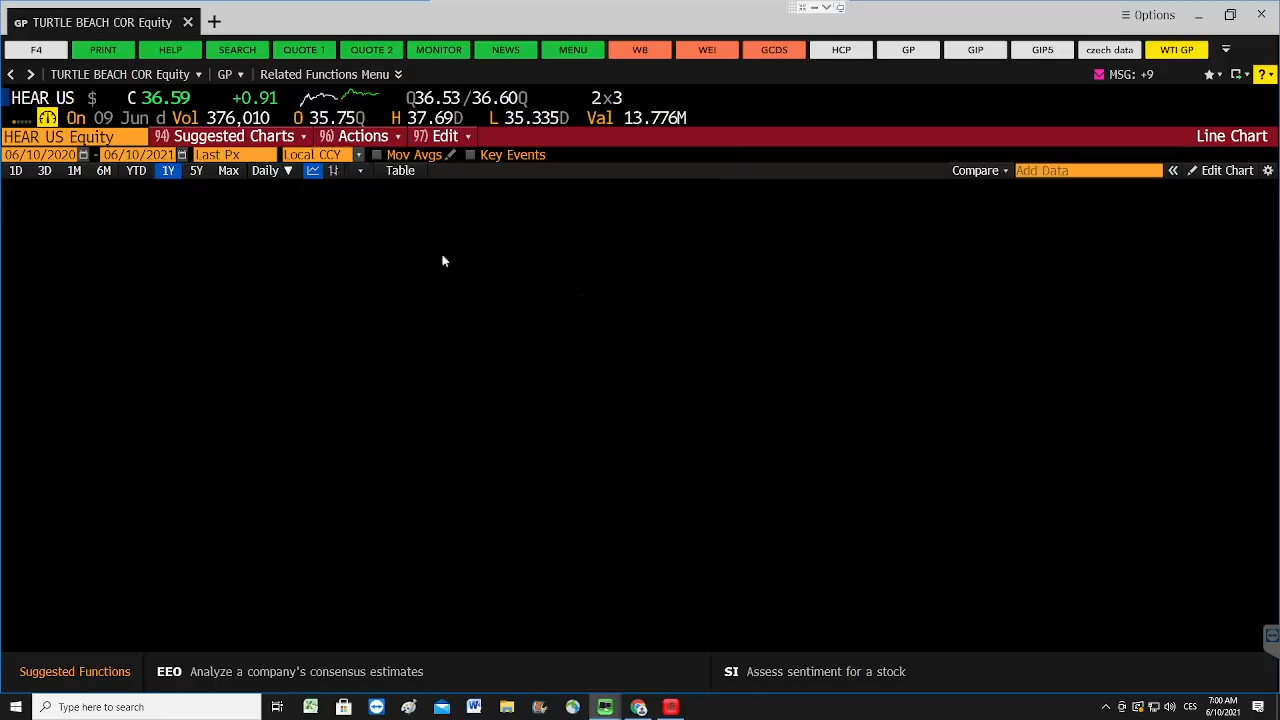 GP TURTLE BEACH COR Equity
Options
F4 PRINT HELP SEARCH QUOTE 1 QUOTE 2 MONITOR NEWS MENU WB WEI GCDS HCP GP GIP GIP5 czech data WTI GP
TURTLE BEACH COR Equity GP Related Functions Menu MSG: +9 ?
HEAR US $ C 36.59 +0.91 Q36.53/36.60Q 2x3
On 09 Jun d Vol 376,010 O 35.75Q H 37.69D L 35.335D Val 13.776M
HEAR US Equity 94) Suggested Charts 96) Actions 97) Edit Line Chart
06/10/2020 - 06/10/2021 Last Px Local CCY Mov Avgs Key Events
1D 3D 1M 6M YTD 1Y 5Y Max Daily Table Compare Add Data Edit Chart
Suggested Functions EEO Analyze a company's consensus estimates SI Assess sentiment for a stock
Type here to search CES 7:00 AM
6/10/2021